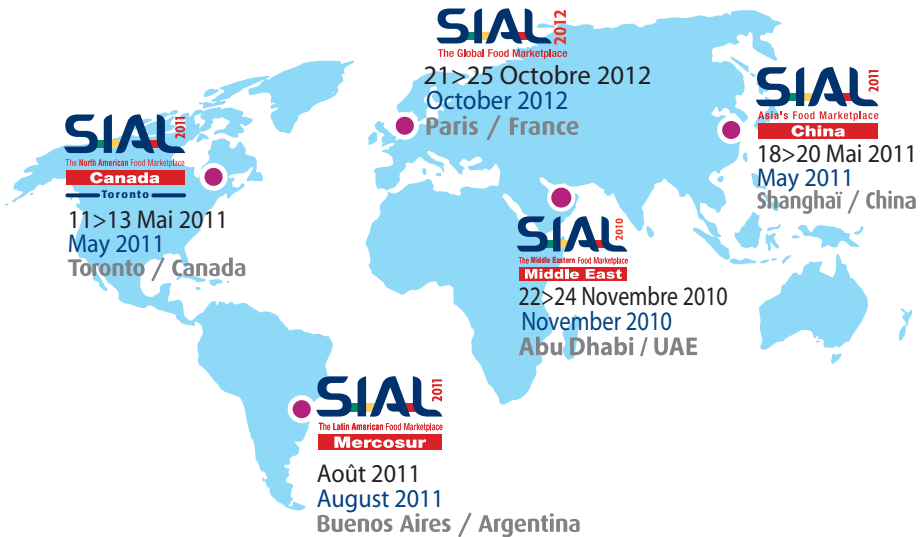 SIAL 2012
The Global Food Marketplace
21>25 Octobre 2012
October 2012
Paris / France
SIAL 2011
Asia's Food Marketplace
China
18>20 Mai 2011
May 2011
Shanghaï / China
SIAL 2011
The North American Food Marketplace
Canada
Toronto
11>13 Mai 2011
May 2011
Toronto / Canada
SIAL 2010
The Middle Eastern Food Marketplace
Middle East
22>24 Novembre 2010
November 2010
Abu Dhabi / UAE
SIAL 2011
The Latin American Food Marketplace
Mercosur
Août 2011
August 2011
Buenos Aires / Argentina